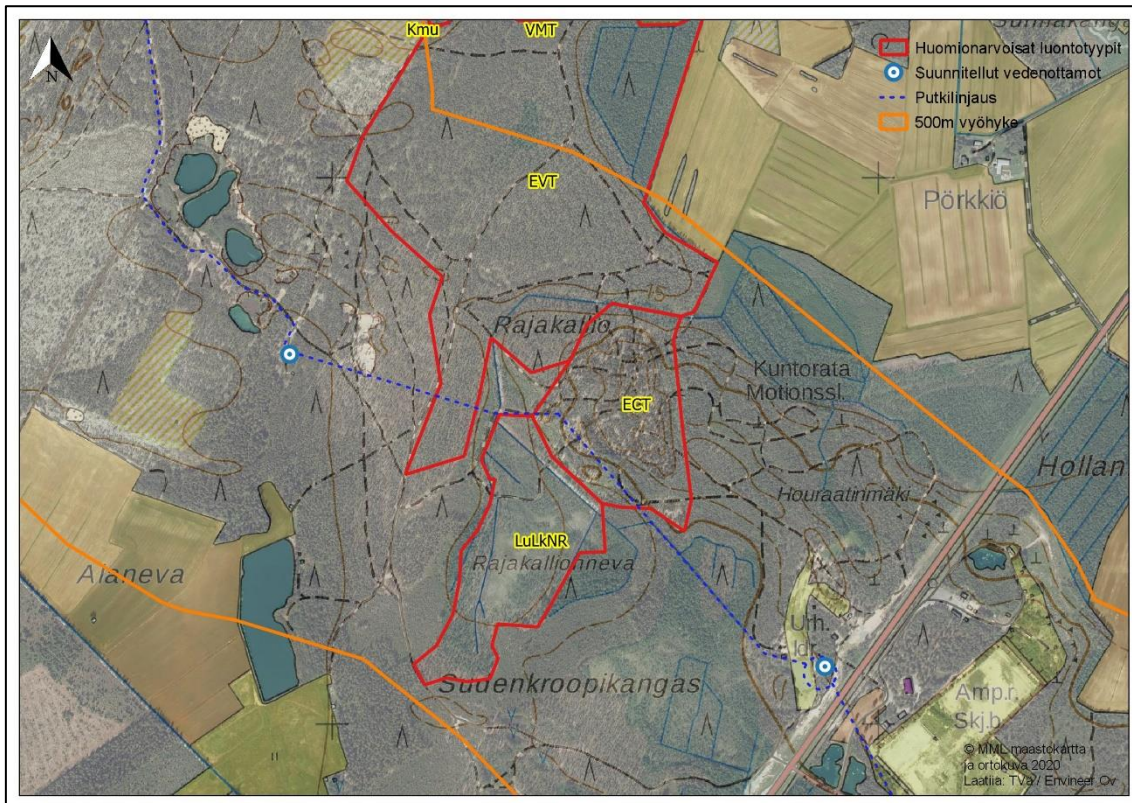 Kmu
VMT
N
Huomionarvoisat luontotyypit
Suunnitellut vedenottamot
Putkilinjaus
500m vyöhyke
EVT
Pörkkiö
Rajakallio
Kuntorata
Motionssl.
ECT
Hollan
Houraatinmäki
LuLkNR
Rajakallionneva
Alaneva
Urh.
Sudenkroopikangas
Amp.r.
Skj.b.
© MML maastokartta
ja ortokuva 2020
Laatija: TVa / Envineer Oy